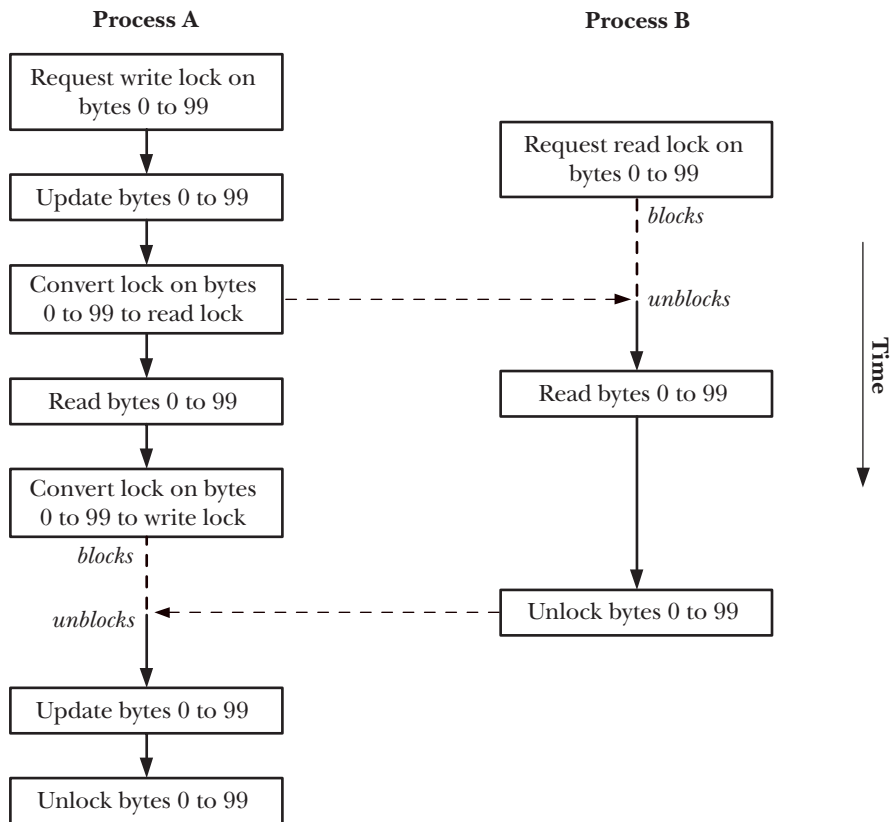 Process A
Request write lock on
bytes 0 to 99
Update bytes 0 to 99
Convert lock on bytes
0 to 99 to read lock
Read bytes 0 to 99
Convert lock on bytes
0 to 99 to write lock
blocks
unblocks
Update bytes 0 to 99
Unlock bytes 0 to 99
Process B
Request read lock on
bytes 0 to 99
blocks
unblocks
Read bytes 0 to 99
Unlock bytes 0 to 99
Time